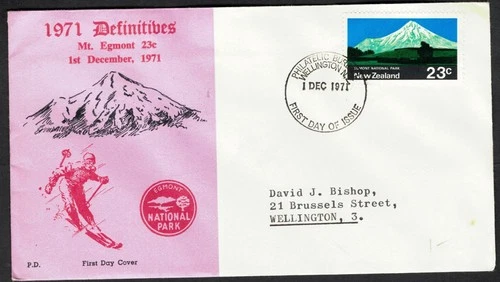 1971 Definitives
Mt. Egmont 23c
1st December, 1971
EGMONT
NATIONAL
PARK
P.D.
First Day Cover
PHILATELIC BUREAU
WELLINGTON
1 DEC 1971
FIRST DAY OF ISSUE
EGMONT NATIONAL PARK
New Zealand 23c
David J. Bishop,
21 Brussels Street,
WELLINGTON, 3.